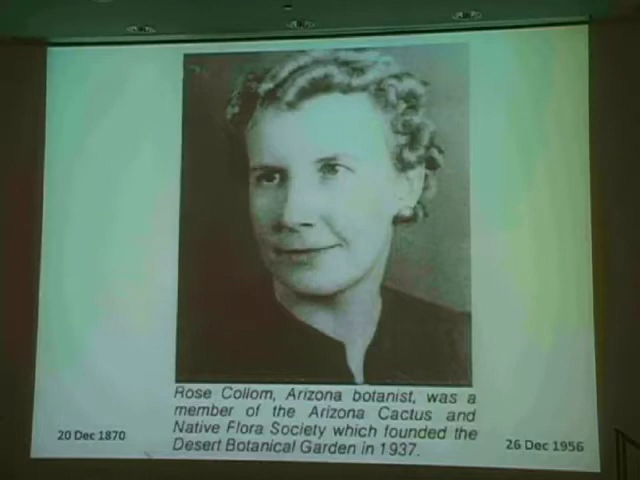 Rose Collom, Arizona botanist, was a
member of the Arizona Cactus and
Native Flora Society which founded the
Desert Botanical Garden in 1937.
20 Dec 1870
26 Dec 1956